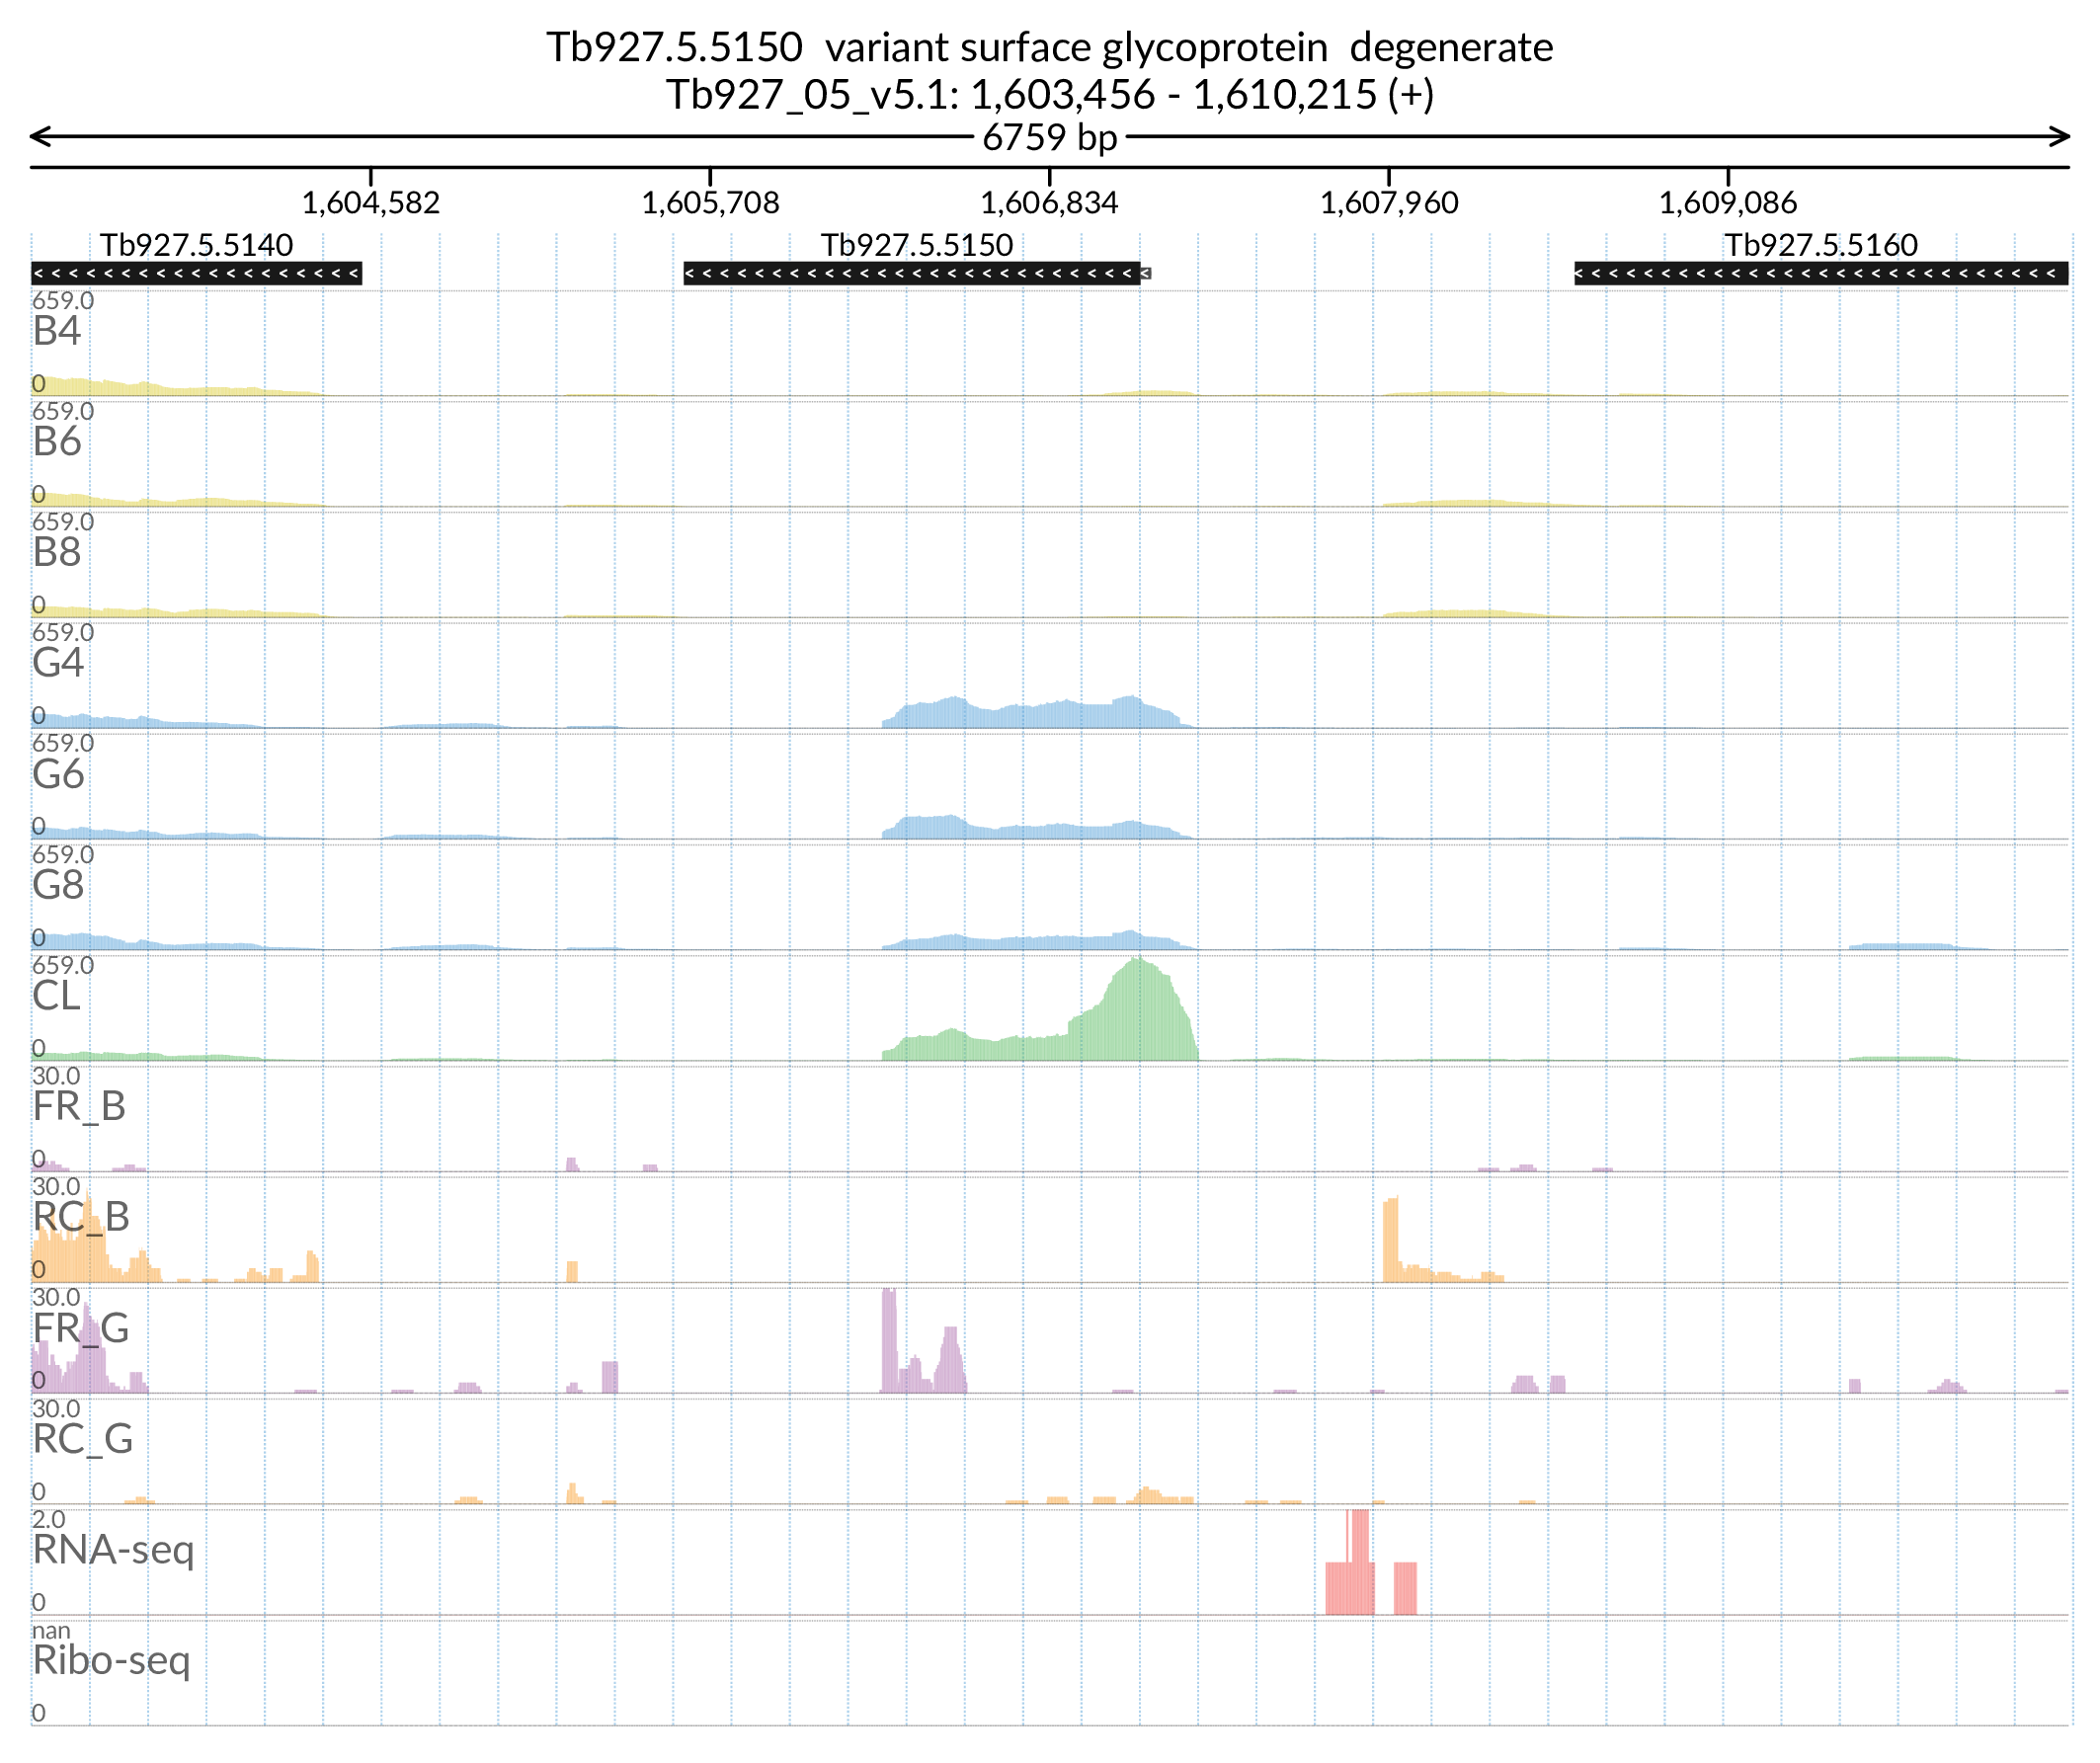 Tb927.5.5150 variant surface glycoprotein degenerate
Tb927_05_v5.1: 1,603,456 - 1,610,215 (+)
6759 bp
1,604,582 1,605,708 1,606,834 1,607,960 1,609,086
Tb927.5.5140 Tb927.5.5150 Tb927.5.5160
659.0
B4
0
659.0
B6
0
659.0
B8
0
659.0
G4
0
659.0
G6
0
659.0
G8
0
659.0
CL
0
30.0
FR_B
0
30.0
RC_B
0
30.0
FR_G
0
30.0
RC_G
0
2.0
RNA-seq
0
nan
Ribo-seq
0